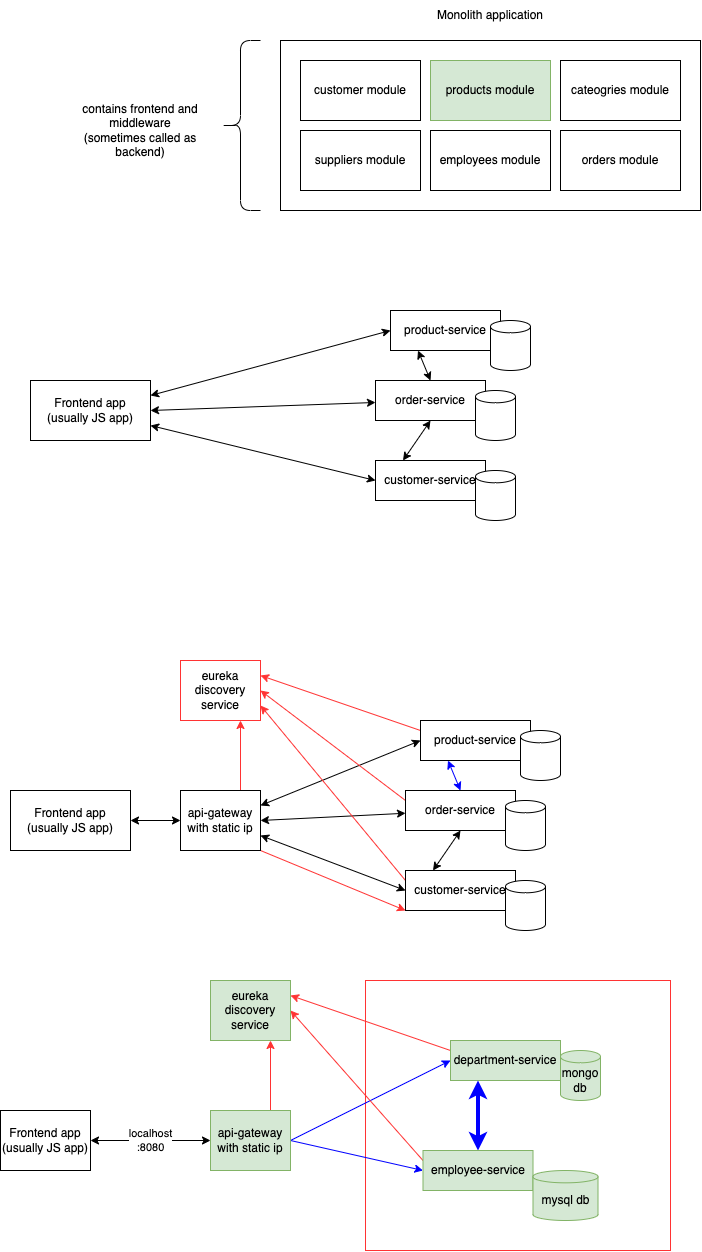 Monolith application
contains frontend and
middleware
(sometimes called as
backend)
customer module
products module
cateogries module
suppliers module
employees module
orders module
Frontend app
(usually JS app)
product-service
order-service
customer-service
eureka
discovery
service
Frontend app
(usually JS app)
api-gateway
with static ip
product-service
order-service
customer-service
eureka
discovery
service
Frontend app
(usually JS app)
localhost
:8080
api-gateway
with static ip
department-service
mongo
db
employee-service
mysql db